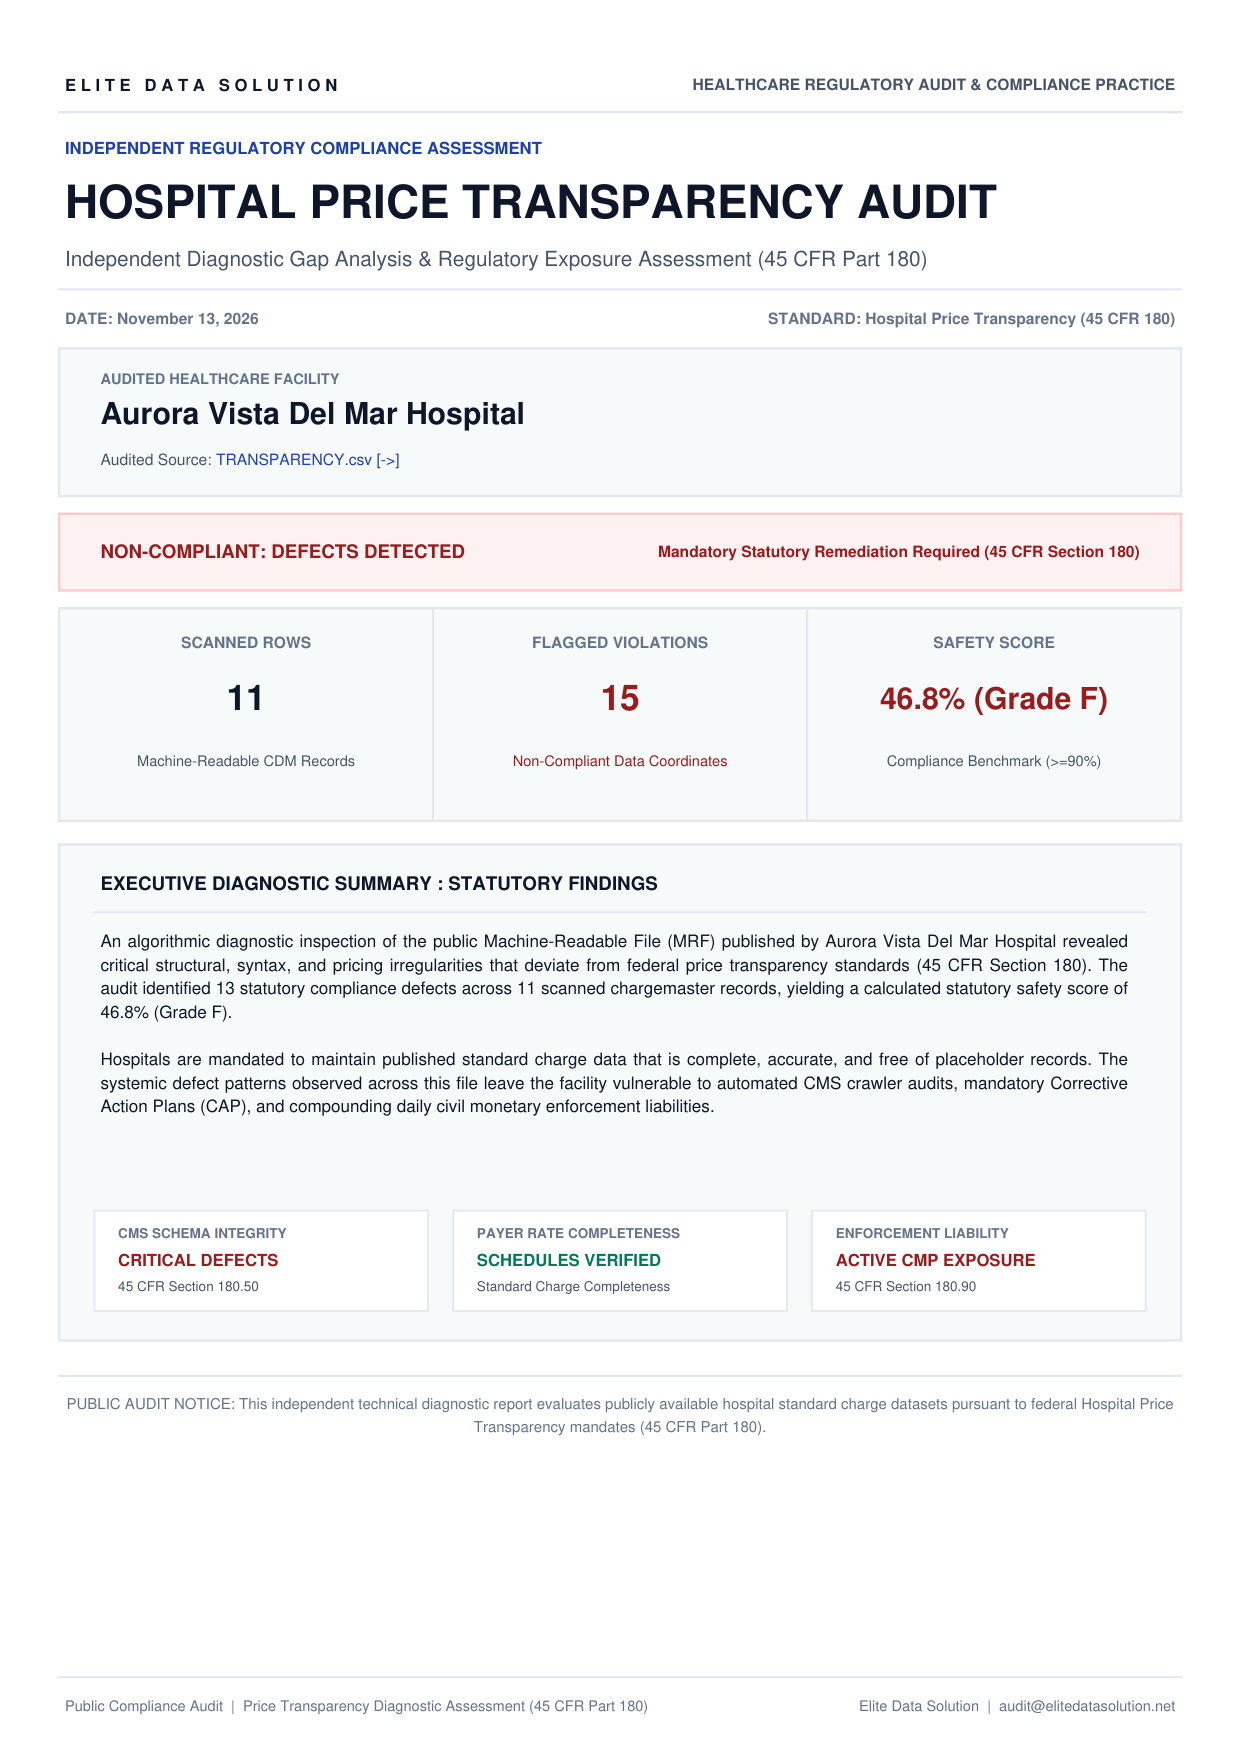 ELITE DATA SOLUTION
HEALTHCARE REGULATORY AUDIT & COMPLIANCE PRACTICE
INDEPENDENT REGULATORY COMPLIANCE ASSESSMENT
HOSPITAL PRICE TRANSPARENCY AUDIT
Independent Diagnostic Gap Analysis & Regulatory Exposure Assessment (45 CFR Part 180)
DATE: November 13, 2026
STANDARD: Hospital Price Transparency (45 CFR 180)
AUDITED HEALTHCARE FACILITY
Aurora Vista Del Mar Hospital
Audited Source: TRANSPARENCY.csv [->]
NON-COMPLIANT: DEFECTS DETECTED
Mandatory Statutory Remediation Required (45 CFR Section 180)
SCANNED ROWS
11
Machine-Readable CDM Records
FLAGGED VIOLATIONS
15
Non-Compliant Data Coordinates
SAFETY SCORE
46.8% (Grade F)
Compliance Benchmark (>=90%)
EXECUTIVE DIAGNOSTIC SUMMARY : STATUTORY FINDINGS
An algorithmic diagnostic inspection of the public Machine-Readable File (MRF) published by Aurora Vista Del Mar Hospital revealed
critical structural, syntax, and pricing irregularities that deviate from federal price transparency standards (45 CFR Section 180). The
audit identified 13 statutory compliance defects across 11 scanned chargemaster records, yielding a calculated statutory safety score of
46.8% (Grade F).
Hospitals are mandated to maintain published standard charge data that is complete, accurate, and free of placeholder records. The
systemic defect patterns observed across this file leave the facility vulnerable to automated CMS crawler audits, mandatory Corrective
Action Plans (CAP), and compounding daily civil monetary enforcement liabilities.
CMS SCHEMA INTEGRITY
CRITICAL DEFECTS
45 CFR Section 180.50
PAYER RATE COMPLETENESS
SCHEDULES VERIFIED
Standard Charge Completeness
ENFORCEMENT LIABILITY
ACTIVE CMP EXPOSURE
45 CFR Section 180.90
PUBLIC AUDIT NOTICE: This independent technical diagnostic report evaluates publicly available hospital standard charge datasets pursuant to federal Hospital Price
Transparency mandates (45 CFR Part 180).
Public Compliance Audit | Price Transparency Diagnostic Assessment (45 CFR Part 180)
Elite Data Solution | audit@elitedatasolution.net